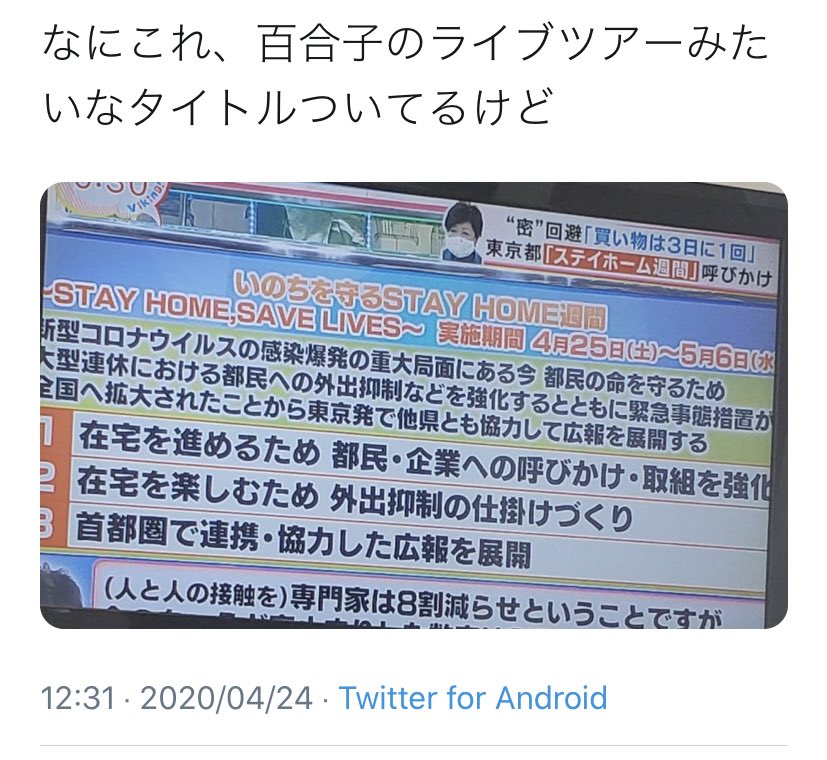 なにこれ、百合子のライブツアーみた
いなタイトルついてるけど
Viking!
“密”回避「買い物は3日に1回」
東京都「ステイホーム週間」呼びかけ
いのちを守るSTAY HOME週間
~STAY HOME,SAVE LIVES~ 実施期間 4月25日(土)~5月6日(水
新型コロナウイルスの感染爆発の重大局面にある今 都民の命を守るため
大型連休における都民への外出抑制などを強化するとともに緊急事態措置が
全国へ拡大されたことから東京発で他県とも協力して広報を展開する
1 在宅を進めるため 都民・企業への呼びかけ・取組を強化
2 在宅を楽しむため 外出抑制の仕掛けづくり
3 首都圏で連携・協力した広報を展開
(人と人の接触を)専門家は8割減らせということですが
12:31 · 2020/04/24 · Twitter for Android